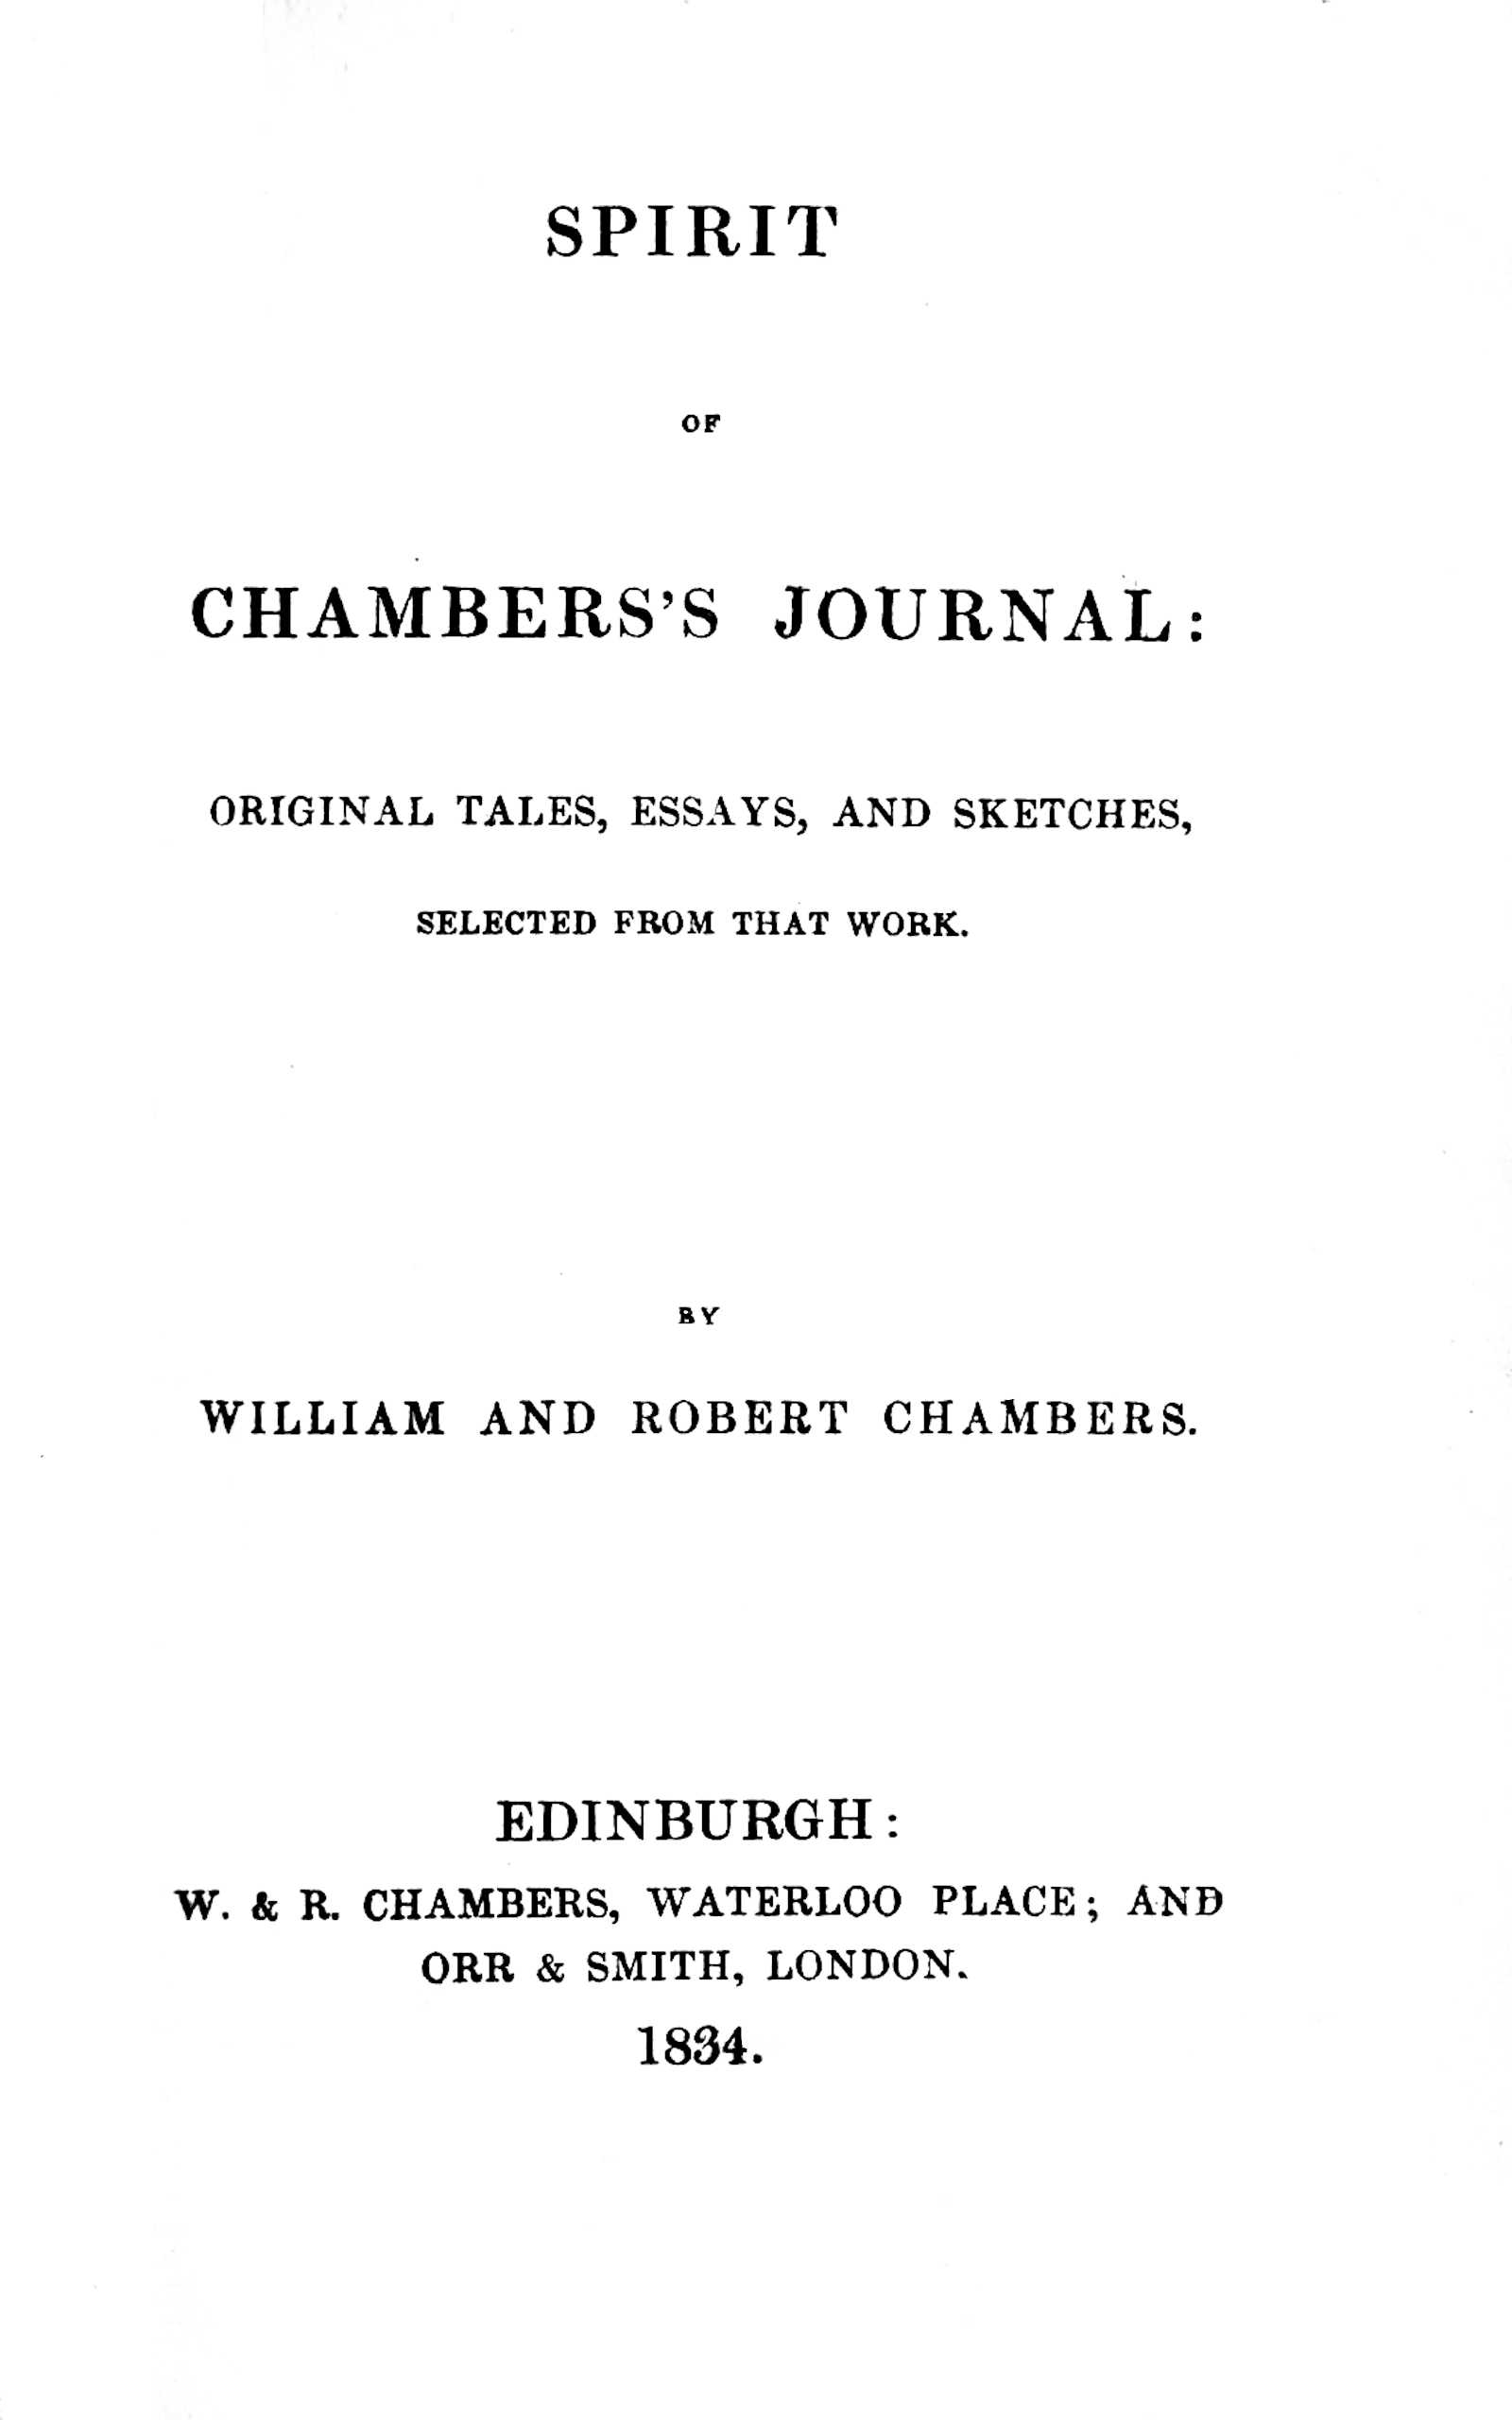 SPIRIT
OF
CHAMBERS'S JOURNAL:
ORIGINAL TALES, ESSAYS, AND SKETCHES,
SELECTED FROM THAT WORK.
BY
WILLIAM AND ROBERT CHAMBERS.
EDINBURGH:
W. & R. CHAMBERS, WATERLOO PLACE; AND
ORR & SMITH, LONDON.
1834.